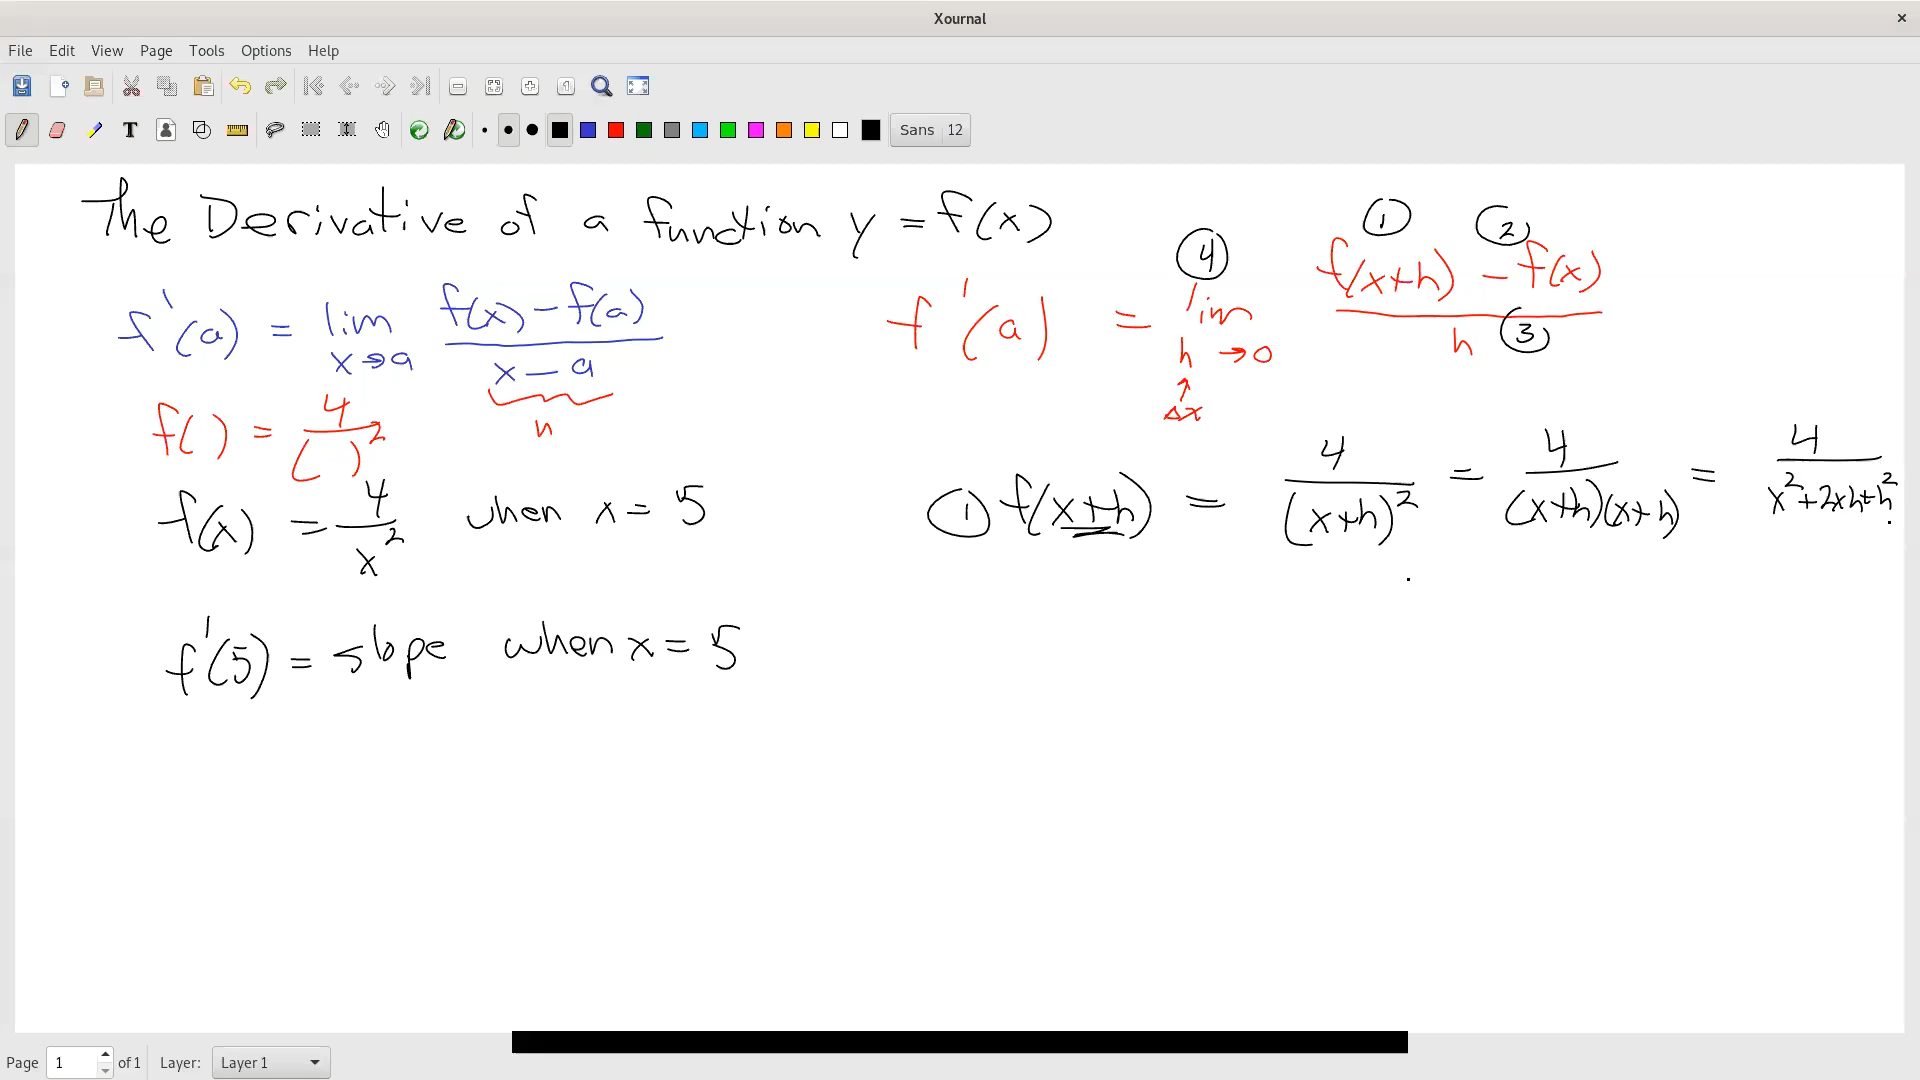 Xournal
File Edit View Page Tools Options Help
Sans 12
The Derivative of a function y = f(x)
f'(a) = lim x→a (f(x) − f(a)) / (x − a)
h
④ ① ②
f'(a) = lim h→0 (f(x+h) − f(x)) / h ③
↑
Δx
f( ) = 4 / ( )²
f(x) = 4 / x² when x = 5
① f(x+h) = 4 / (x+h)² = 4 / (x+h)(x+h) = 4 / x²+2xh+h²
f'(5) = slope when x = 5
Page 1 of 1 Layer: Layer 1